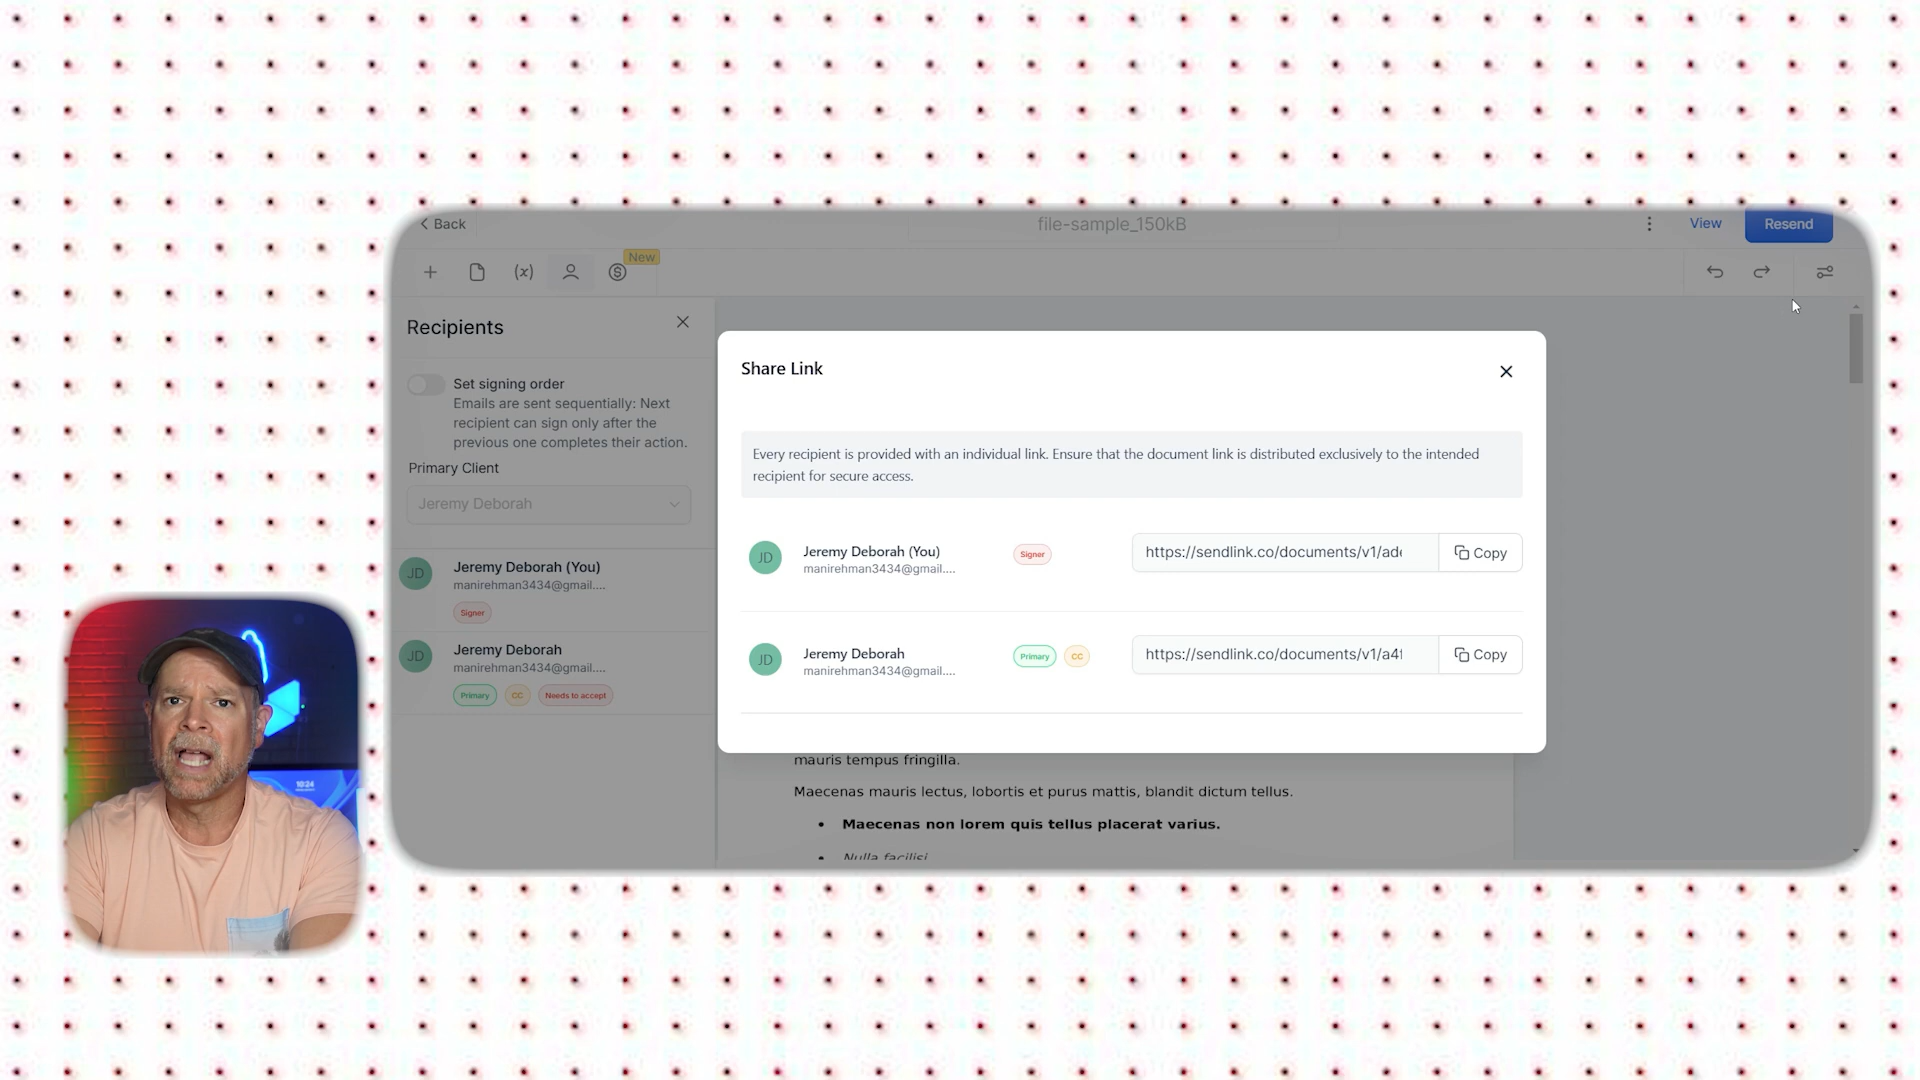 Back
file-sample_150kB
View
Resend
New
Recipients
Set signing order
Emails are sent sequentially: Next
recipient can sign only after the
previous one completes their action.
Primary Client
Jeremy Deborah
JD
Jeremy Deborah (You)
manirehman3434@gmail....
Signer
JD
Jeremy Deborah
manirehman3434@gmail....
Primary
CC
Needs to accept
Share Link
Every recipient is provided with an individual link. Ensure that the document link is distributed exclusively to the intended
recipient for secure access.
JD
Jeremy Deborah (You)
manirehman3434@gmail....
Signer
https://sendlink.co/documents/v1/ade
Copy
JD
Jeremy Deborah
manirehman3434@gmail....
Primary
CC
https://sendlink.co/documents/v1/a4f
Copy
mauris tempus fringilla.
Maecenas mauris lectus, lobortis et purus mattis, blandit dictum tellus.
• Maecenas non lorem quis tellus placerat varius.
• Nulla facilisi